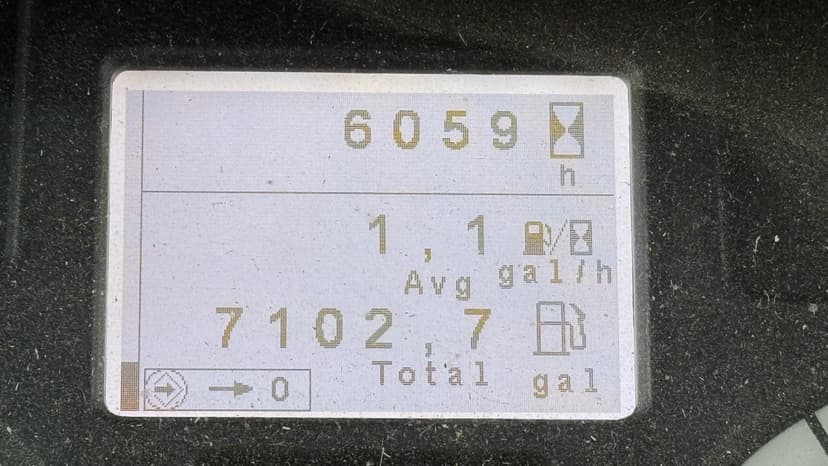 6059
h
1,1
Avg gal/h
7102,7
Total gal
0